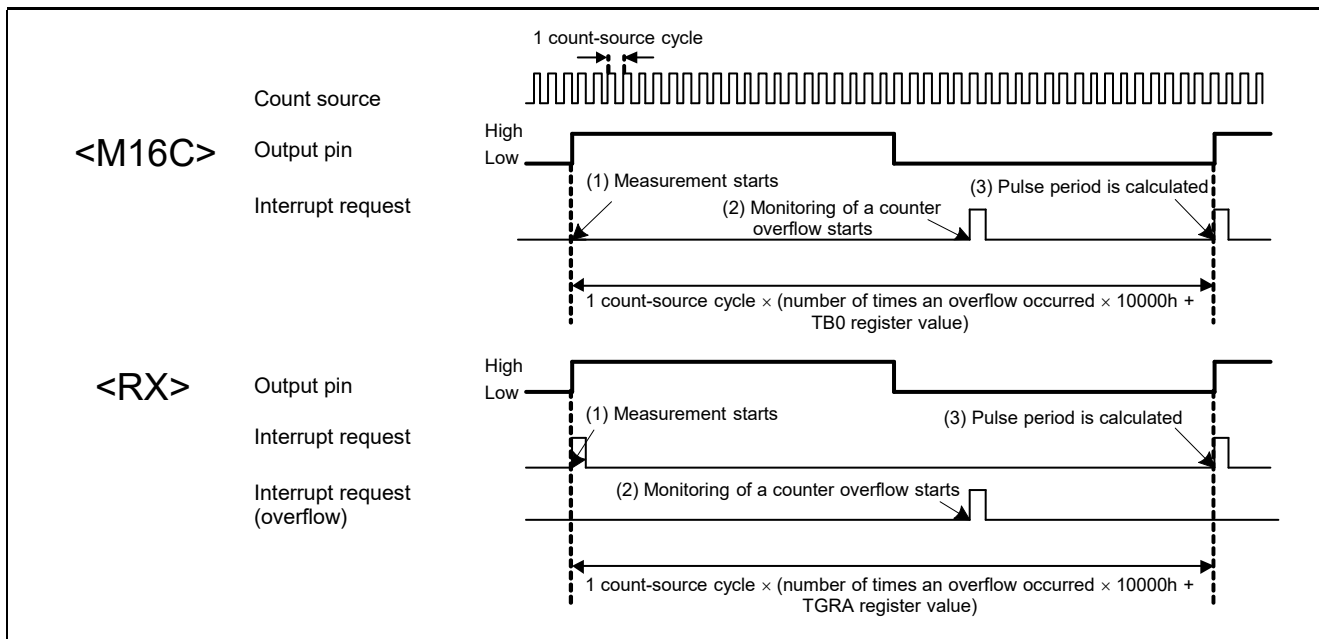 1 count-source cycle
Count source
<M16C>
Output pin
High
Low
Interrupt request
(1) Measurement starts
(2) Monitoring of a counter
overflow starts
(3) Pulse period is calculated
1 count-source cycle × (number of times an overflow occurred × 10000h +
TB0 register value)
<RX>
Output pin
High
Low
Interrupt request
(1) Measurement starts
(3) Pulse period is calculated
Interrupt request
(overflow)
(2) Monitoring of a counter overflow starts
1 count-source cycle × (number of times an overflow occurred × 10000h +
TGRA register value)